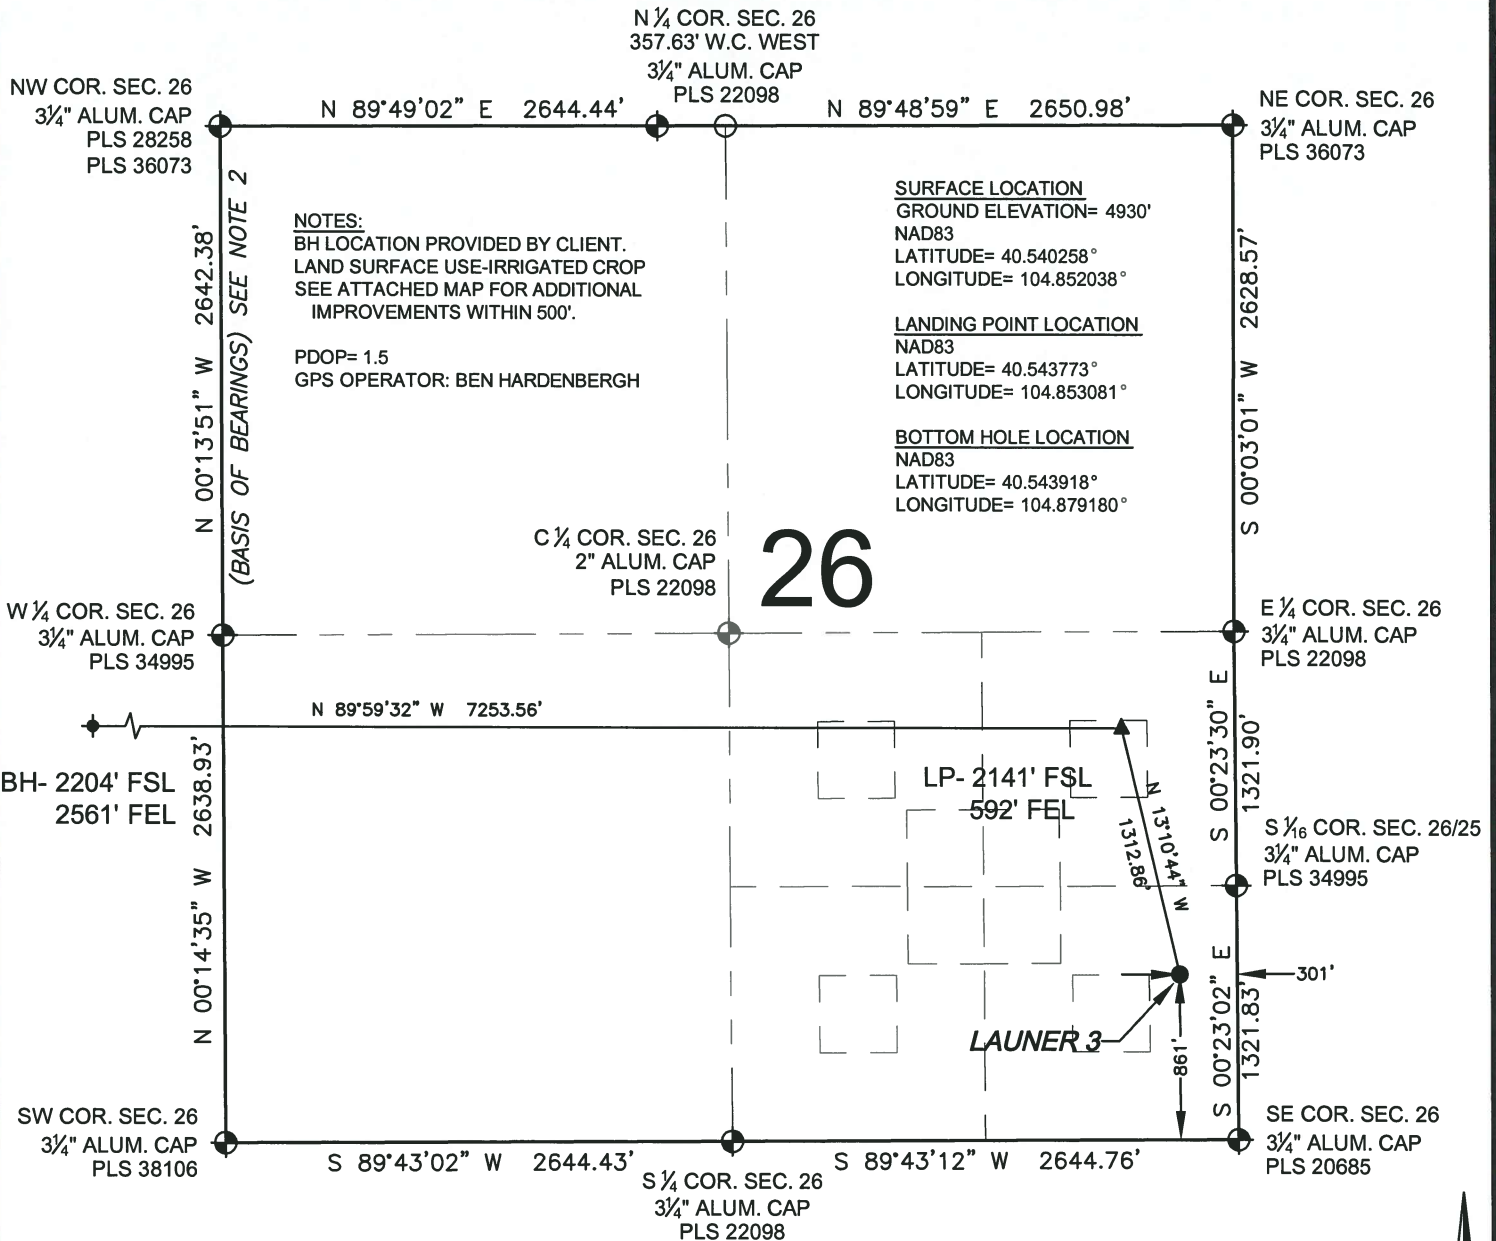 N ¼ COR. SEC. 26
357.63' W.C. WEST
3¼" ALUM. CAP
PLS 22098
NW COR. SEC. 26
3¼" ALUM. CAP
PLS 28258
PLS 36073
N 89°49'02" E 2644.44'
N 89°48'59" E 2650.98'
NE COR. SEC. 26
3¼" ALUM. CAP
PLS 36073
N 00°13'51" W 2642.38'
(BASIS OF BEARINGS) SEE NOTE 2
NOTES:
BH LOCATION PROVIDED BY CLIENT.
LAND SURFACE USE-IRRIGATED CROP
SEE ATTACHED MAP FOR ADDITIONAL
IMPROVEMENTS WITHIN 500'.
PDOP= 1.5
GPS OPERATOR: BEN HARDENBERGH
SURFACE LOCATION
GROUND ELEVATION= 4930'
NAD83
LATITUDE= 40.540258°
LONGITUDE= 104.852038°
LANDING POINT LOCATION
NAD83
LATITUDE= 40.543773°
LONGITUDE= 104.853081°
BOTTOM HOLE LOCATION
NAD83
LATITUDE= 40.543918°
LONGITUDE= 104.879180°
S 00°03'01" W 2628.57'
C ¼ COR. SEC. 26
2" ALUM. CAP
PLS 22098
26
W ¼ COR. SEC. 26
3¼" ALUM. CAP
PLS 34995
E ¼ COR. SEC. 26
3¼" ALUM. CAP
PLS 22098
N 89°59'32" W 7253.56'
BH- 2204' FSL
2561' FEL
N 00°14'35" W 2638.93'
LP- 2141' FSL
592' FEL
N 13°10'44" W
1312.86'
S 00°23'30" E
1321.90'
S 1⁄16 COR. SEC. 26/25
3¼" ALUM. CAP
PLS 34995
301'
LAUNER 3
861'
S 00°23'02" E
1321.83'
SW COR. SEC. 26
3¼" ALUM. CAP
PLS 38106
S 89°43'02" W 2644.43'
S ¼ COR. SEC. 26
3¼" ALUM. CAP
PLS 22098
S 89°43'12" W 2644.76'
SE COR. SEC. 26
3¼" ALUM. CAP
PLS 20685